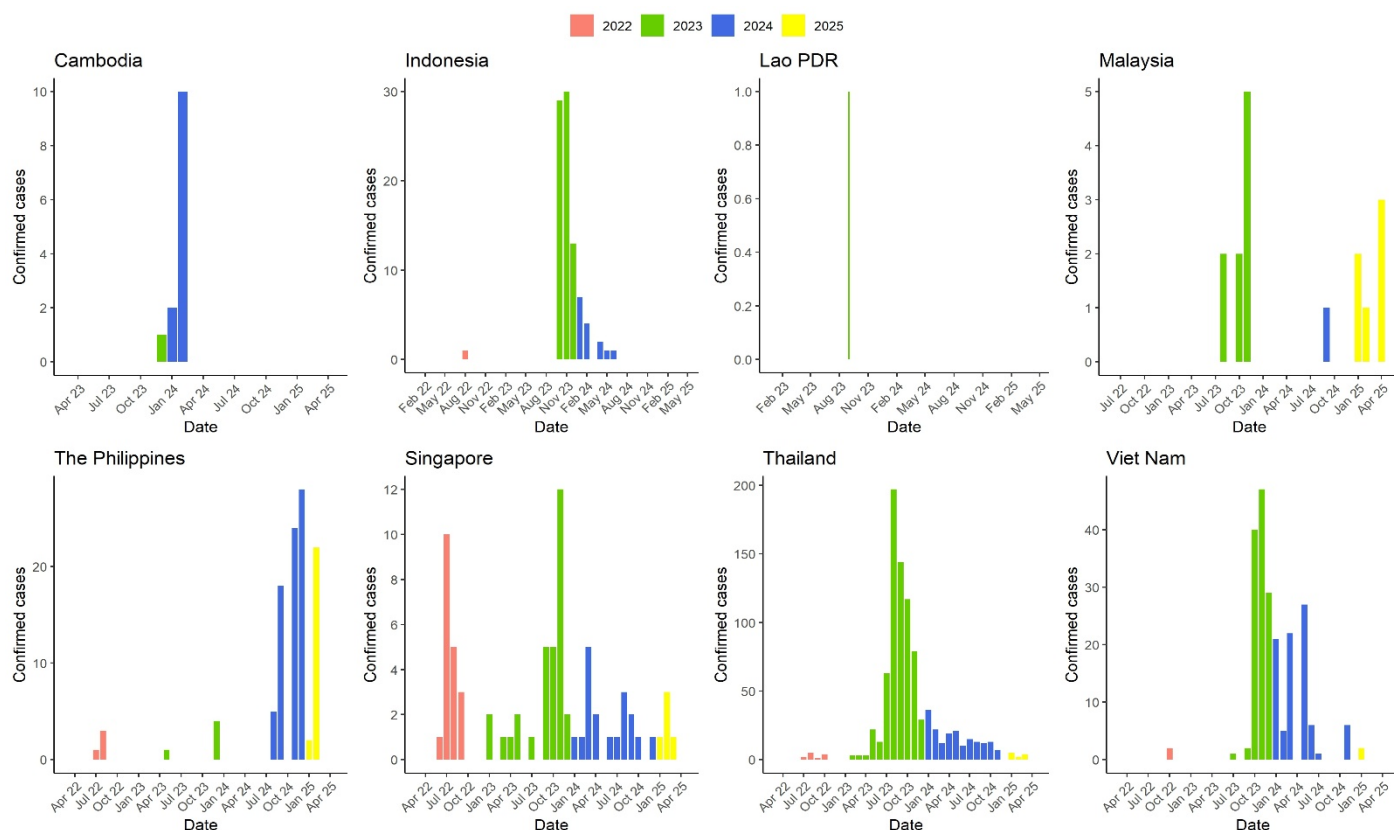 2022 2023 2024 2025
Cambodia
Confirmed cases
10
8
6
4
2
0
Apr 23 Jul 23 Oct 23 Jan 24 Apr 24 Jul 24 Oct 24 Jan 25 Apr 25
Date
Indonesia
Confirmed cases
30
20
10
0
Feb 22 May 22 Aug 22 Nov 22 Feb 23 May 23 Aug 23 Nov 23 Feb 24 May 24 Aug 24 Nov 24 Feb 25 May 25
Date
Lao PDR
Confirmed cases
1.0
0.8
0.6
0.4
0.2
0.0
Feb 23 May 23 Aug 23 Nov 23 Feb 24 May 24 Aug 24 Nov 24 Feb 25 May 25
Date
Malaysia
Confirmed cases
5
4
3
2
1
0
Jul 22 Oct 22 Jan 23 Apr 23 Jul 23 Oct 23 Jan 24 Apr 24 Jul 24 Oct 24 Jan 25 Apr 25
Date
The Philippines
Confirmed cases
20
10
0
Apr 22 Jul 22 Oct 22 Jan 23 Apr 23 Jul 23 Oct 23 Jan 24 Apr 24 Jul 24 Oct 24 Jan 25 Apr 25
Date
Singapore
Confirmed cases
12
10
8
6
4
2
0
Apr 22 Jul 22 Oct 22 Jan 23 Apr 23 Jul 23 Oct 23 Jan 24 Apr 24 Jul 24 Oct 24 Jan 25 Apr 25
Date
Thailand
Confirmed cases
200
150
100
50
0
Apr 22 Jul 22 Oct 22 Jan 23 Apr 23 Jul 23 Oct 23 Jan 24 Apr 24 Jul 24 Oct 24 Jan 25 Apr 25
Date
Viet Nam
Confirmed cases
40
30
20
10
0
Apr 22 Jul 22 Oct 22 Jan 23 Apr 23 Jul 23 Oct 23 Jan 24 Apr 24 Jul 24 Oct 24 Jan 25 Apr 25
Date